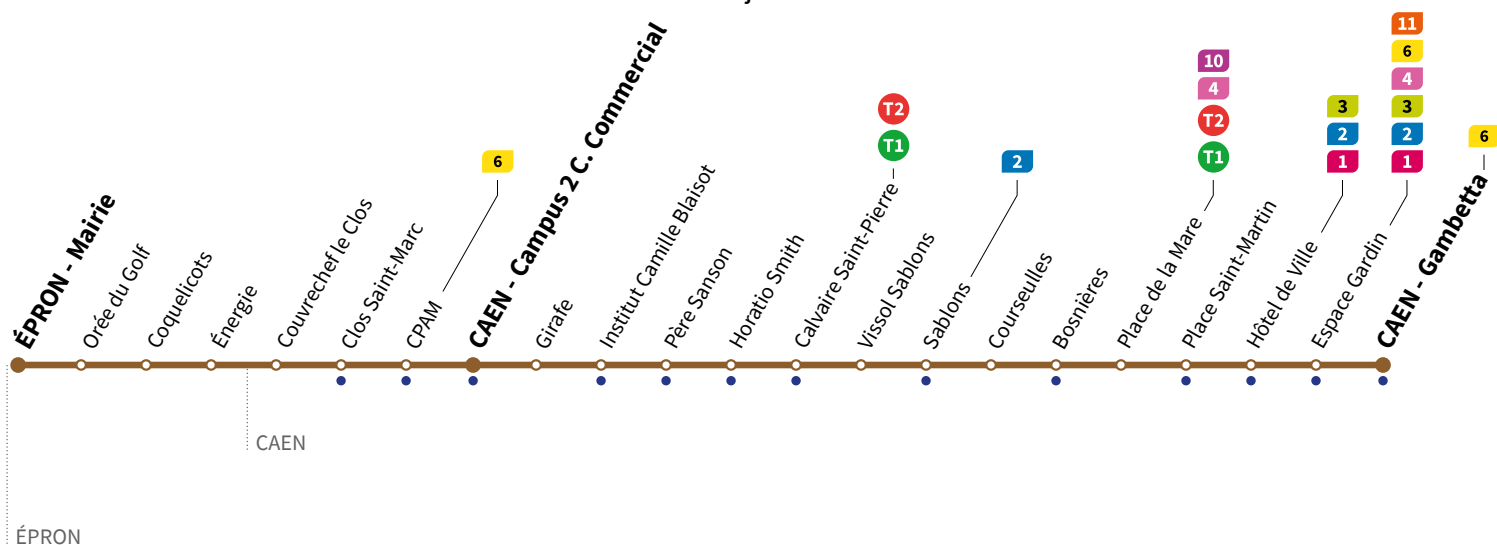 ÉPRON - Mairie
Orée du Golf
Coquelicots
Énergie
Couvrechef le Clos
Clos Saint-Marc
CPAM
6
CAEN - Campus 2 C. Commercial
Girafe
Institut Camille Blaisot
Père Sanson
Horatio Smith
Calvaire Saint-Pierre
T2
T1
Vissol Sablons
Sablons
2
Courseulles
Bosnières
Place de la Mare
10
4
T2
T1
Place Saint-Martin
Hôtel de Ville
3
2
1
Espace Gardin
11
6
4
3
2
1
CAEN - Gambetta
6
CAEN
ÉPRON